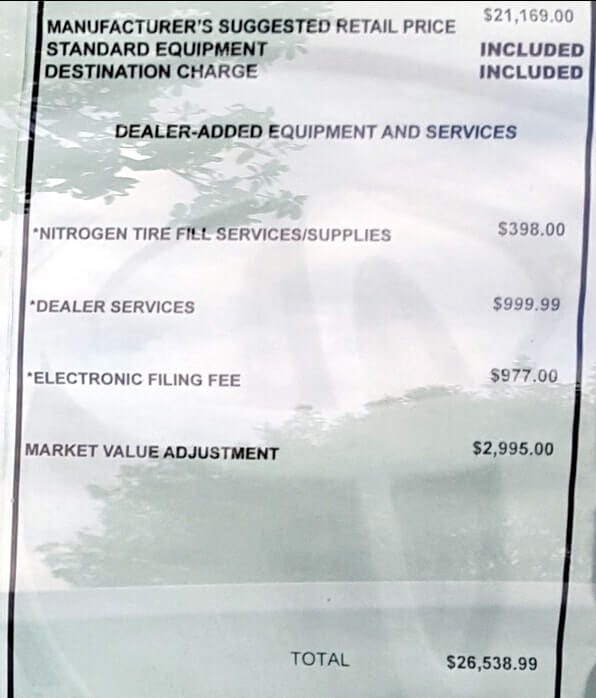 MANUFACTURER'S SUGGESTED RETAIL PRICE $21,169.00
STANDARD EQUIPMENT INCLUDED
DESTINATION CHARGE INCLUDED
DEALER-ADDED EQUIPMENT AND SERVICES
*NITROGEN TIRE FILL SERVICES/SUPPLIES $398.00
*DEALER SERVICES $999.99
*ELECTRONIC FILING FEE $977.00
MARKET VALUE ADJUSTMENT $2,995.00
TOTAL $26,538.99